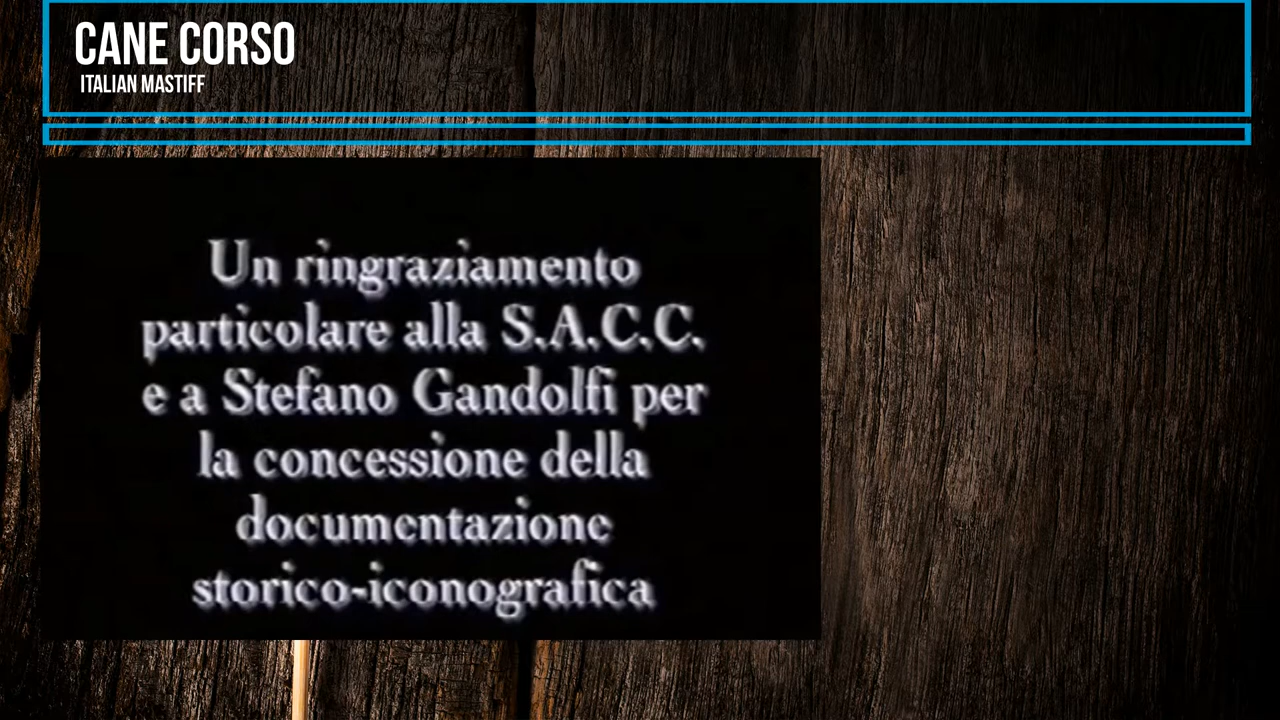 CANE CORSO
ITALIAN MASTIFF
Un ringraziamento
particolare alla S.A.C.C.
e a Stefano Gandolfi per
la concessione della
documentazione
storico-iconografica